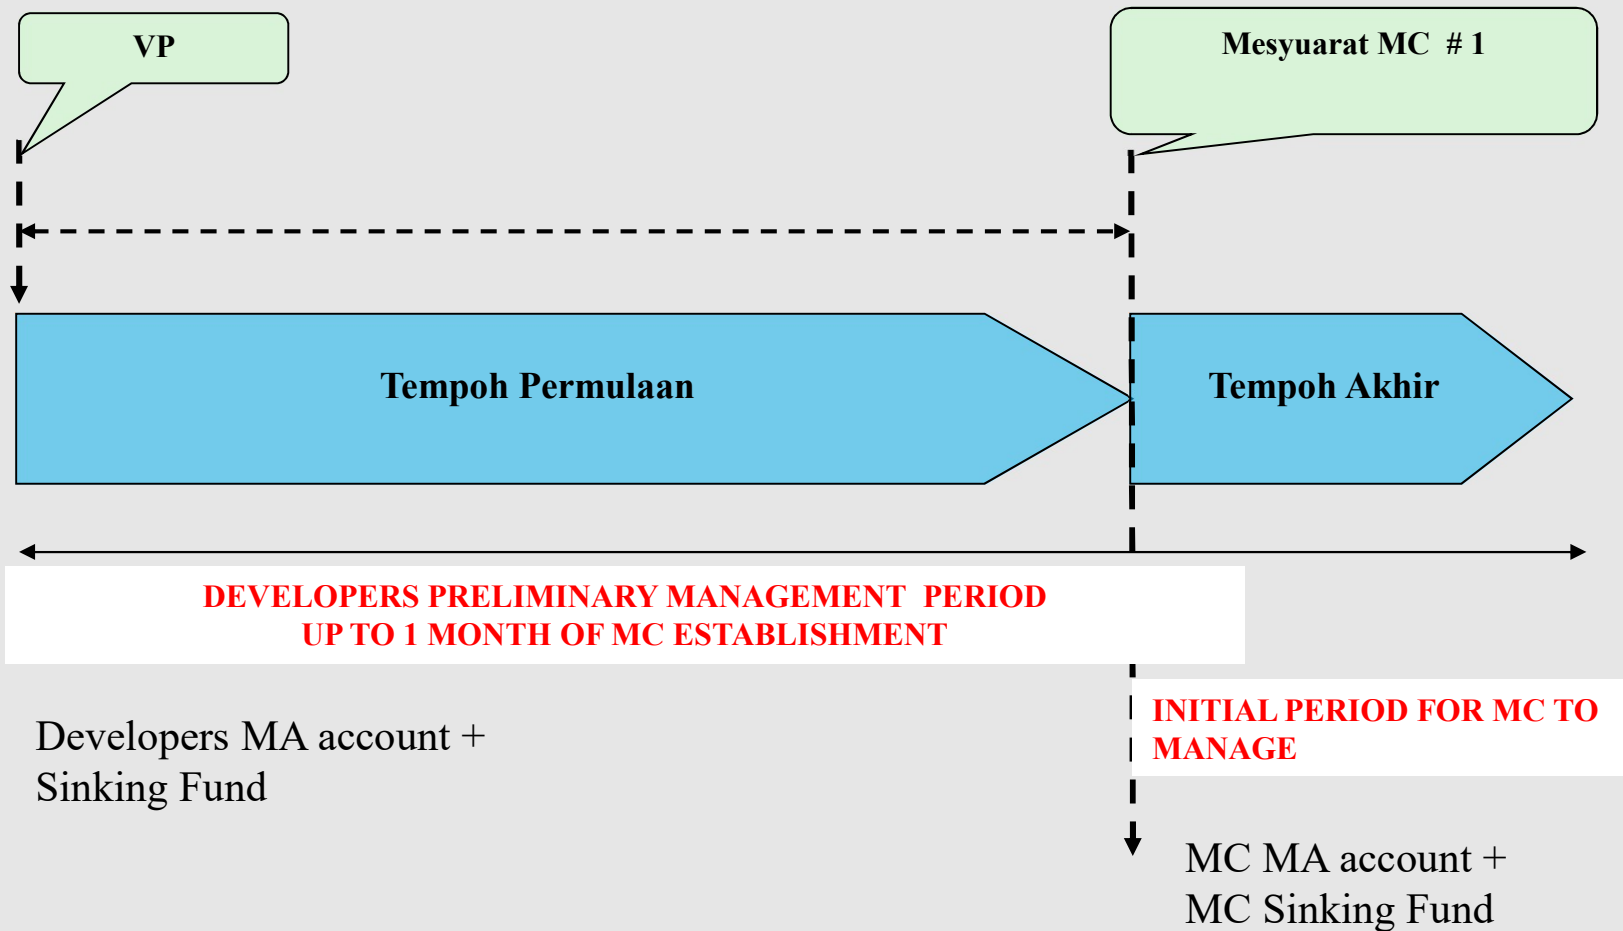 VP
Mesyuarat MC # 1
Tempoh Permulaan
Tempoh Akhir
DEVELOPERS PRELIMINARY MANAGEMENT PERIOD
UP TO 1 MONTH OF MC ESTABLISHMENT
INITIAL PERIOD FOR MC TO
MANAGE
Developers MA account +
Sinking Fund
MC MA account +
MC Sinking Fund